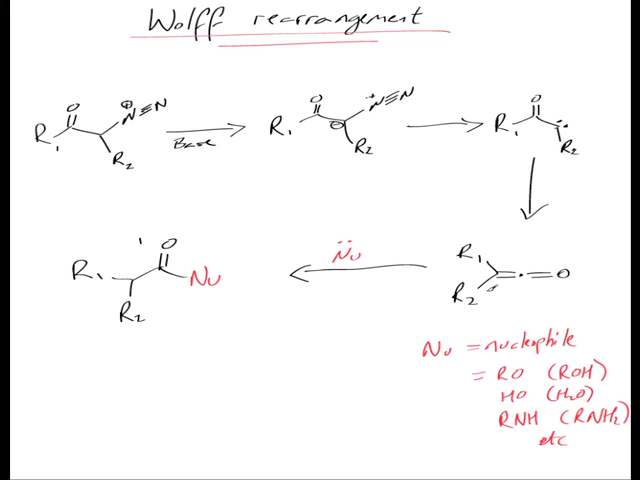 Wolff rearrangement
O
⊕
N≡N
R1
R2
Base
O
+
N≡N
R1
⊖
R2
O
R1
R2
R1
O
R2
N̈u
O
R1
Nu
R2
Nu = nucleophile
= RO (ROH)
HO (H2O)
RNH (RNH2)
etc